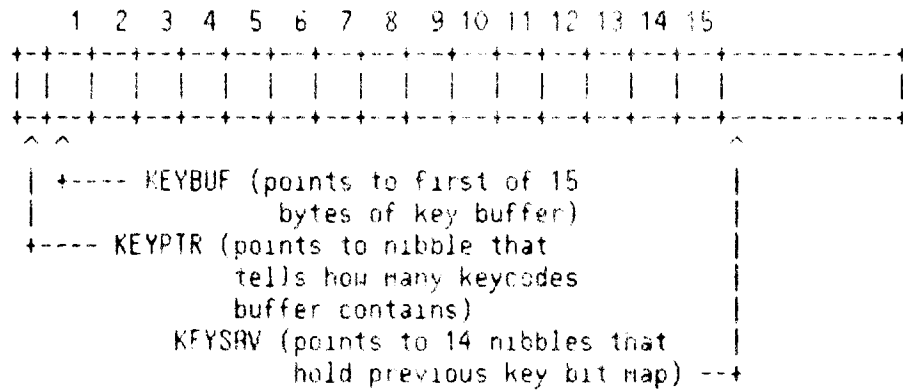 1 2 3 4 5 6 7 8 9 10 11 12 13 14 15
+-+--+--+--+--+--+--+--+--+--+--+--+--+--+--+--+------------+
| | | | | | | | | | | | | | | | | |
+-+--+--+--+--+--+--+--+--+--+--+--+--+--+--+--+------------+
^ ^ ^
| +---- KEYBUF (points to first of 15 |
| bytes of key buffer) |
+---- KEYPTR (points to nibble that |
tells how many keycodes |
buffer contains) |
KEYSAV (points to 14 nibbles that |
hold previous key bit map) --+